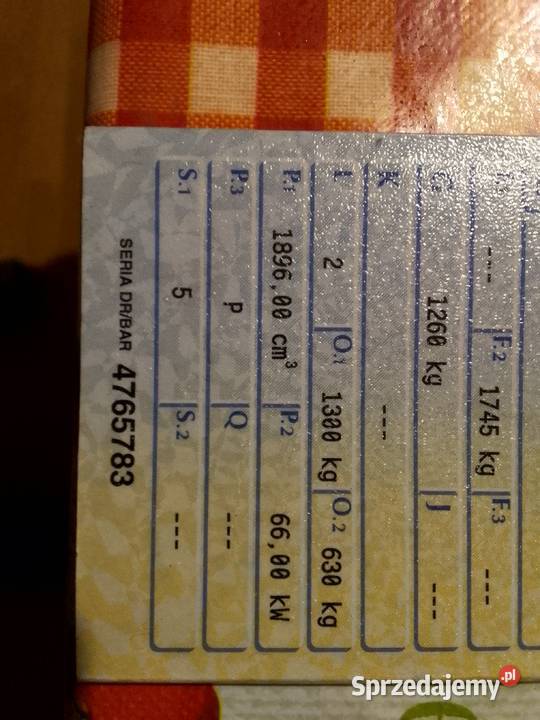 --- F.2 1745 kg F.3 ---
G 1260 kg J ---
K ---
L 2 O.1 1300 kg O.2 630 kg
P.1 1896,00 cm³ P.2 66,00 kW
P.3 P Q ---
S.1 5 S.2 ---
SERIA DR/BAR 4765783
Sprzedajemy.pl